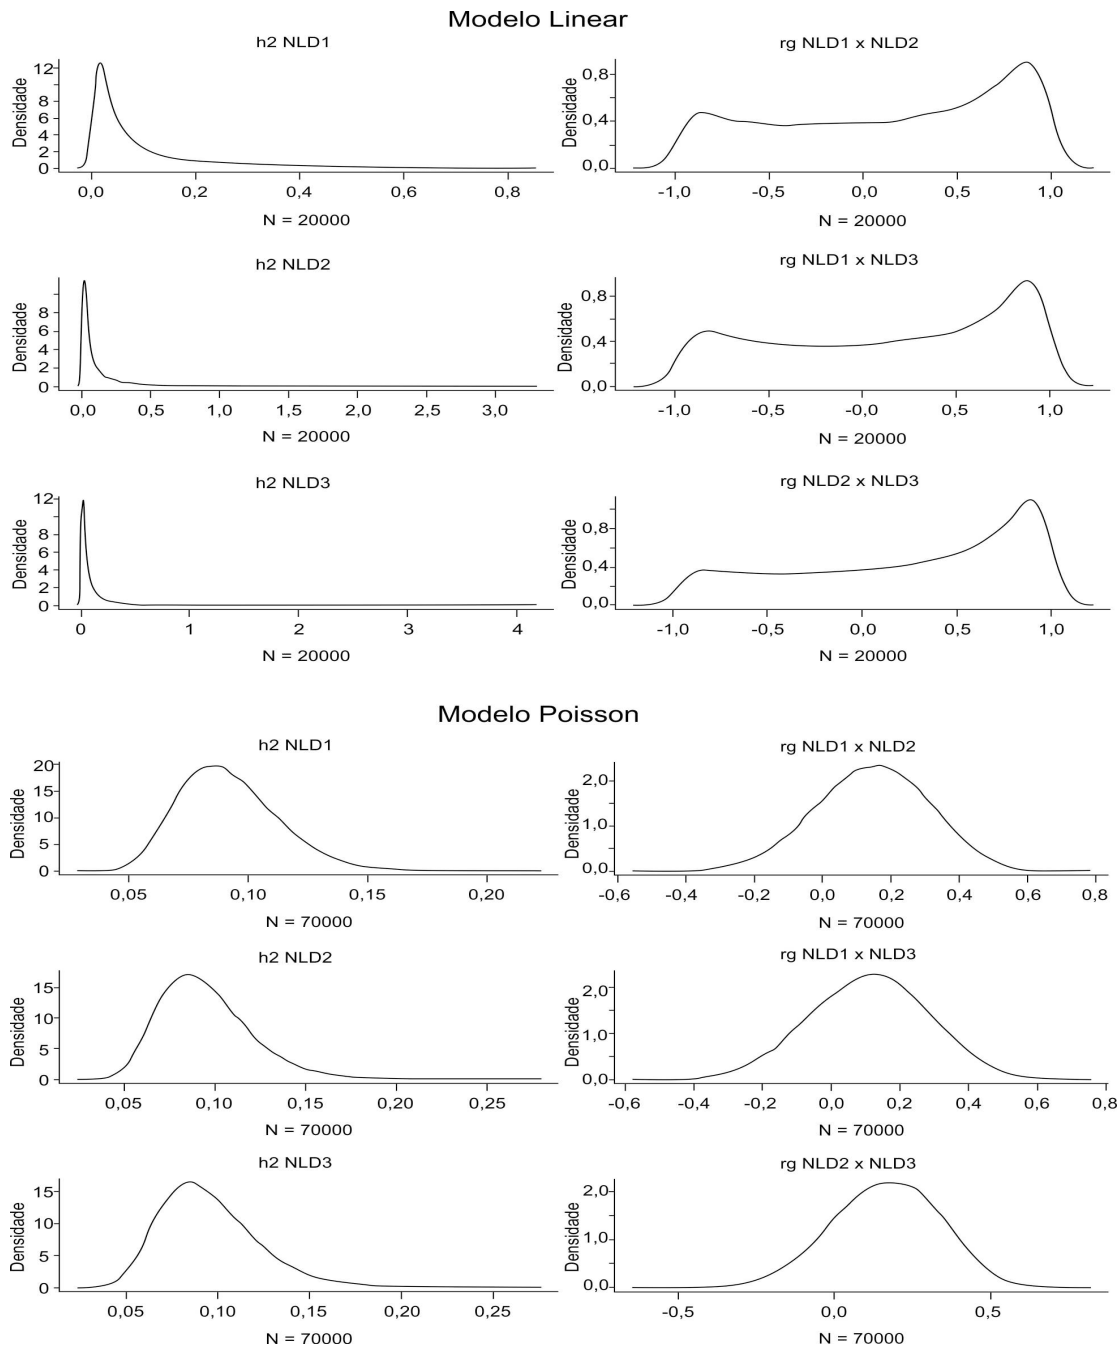 Modelo Linear
h2 NLD1
Densidade
12
8
6
4
2
0
0,0 0,2 0,4 0,6 0,8
N = 20000
rg NLD1 x NLD2
Densidade
0,8
0,4
0,0
-1,0 -0,5 0,0 0,5 1,0
N = 20000
h2 NLD2
Densidade
8
6
4
2
0
0,0 0,5 1,0 1,5 2,0 2,5 3,0
N = 20000
rg NLD1 x NLD3
Densidade
0,8
0,4
0,0
-1,0 -0,5 -0,0 0,5 1,0
N = 20000
h2 NLD3
Densidade
12
8
6
4
2
0
0 1 2 3 4
N = 20000
rg NLD2 x NLD3
Densidade
0,8
0,4
0,0
-1,0 -0,5 0,0 0,5 1,0
N = 20000
Modelo Poisson
h2 NLD1
Densidade
20
15
10
5
0
0,05 0,10 0,15 0,20
N = 70000
rg NLD1 x NLD2
Densidade
2,0
1,0
0,0
-0,6 -0,4 -0,2 0,0 0,2 0,4 0,6 0,8
N = 70000
h2 NLD2
Densidade
15
10
5
0
0,05 0,10 0,15 0,20 0,25
N = 70000
rg NLD1 x NLD3
Densidade
2,0
1,0
0,0
-0,6 -0,4 -0,2 0,0 0,2 0,4 0,6 0,8
N = 70000
h2 NLD3
Densidade
15
10
5
0
0,05 0,10 0,15 0,20 0,25
N = 70000
rg NLD2 x NLD3
Densidade
2,0
1,0
0,0
-0,5 0,0 0,5
N = 70000